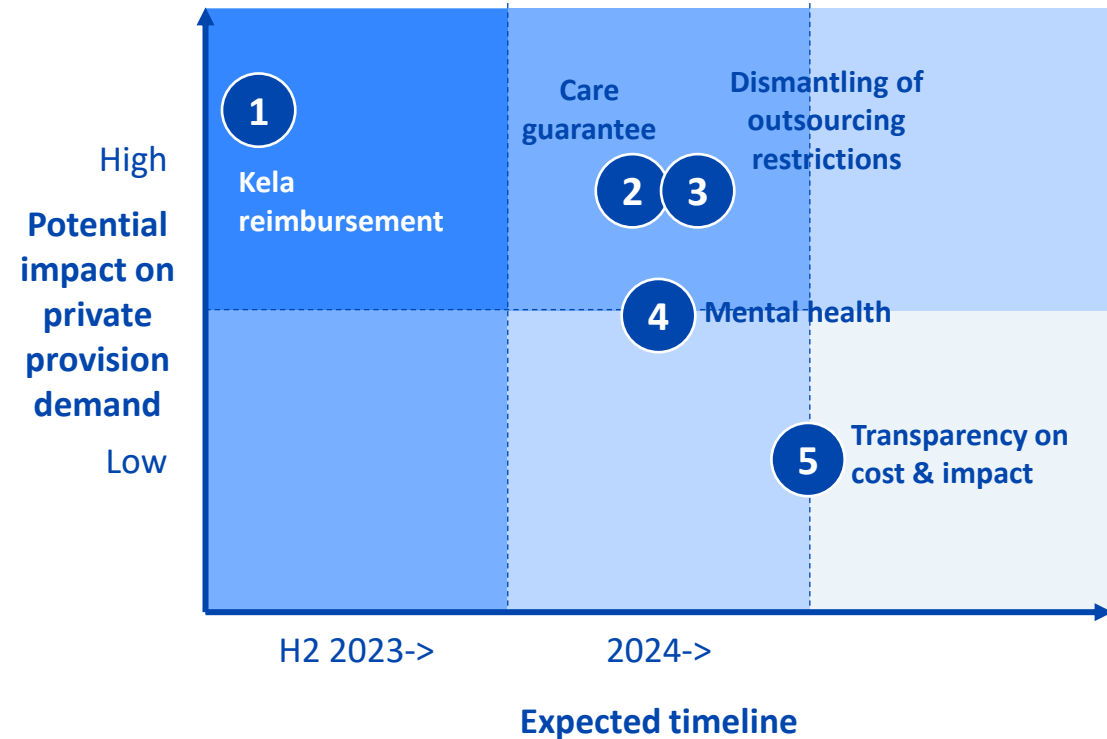 High
Potential
impact on
private
provision
demand
Low
1
Kela
reimbursement
Care
guarantee
2
3
Dismantling of
outsourcing
restrictions
4
Mental health
5
Transparency on
cost & impact
H2 2023->
2024->
Expected timeline